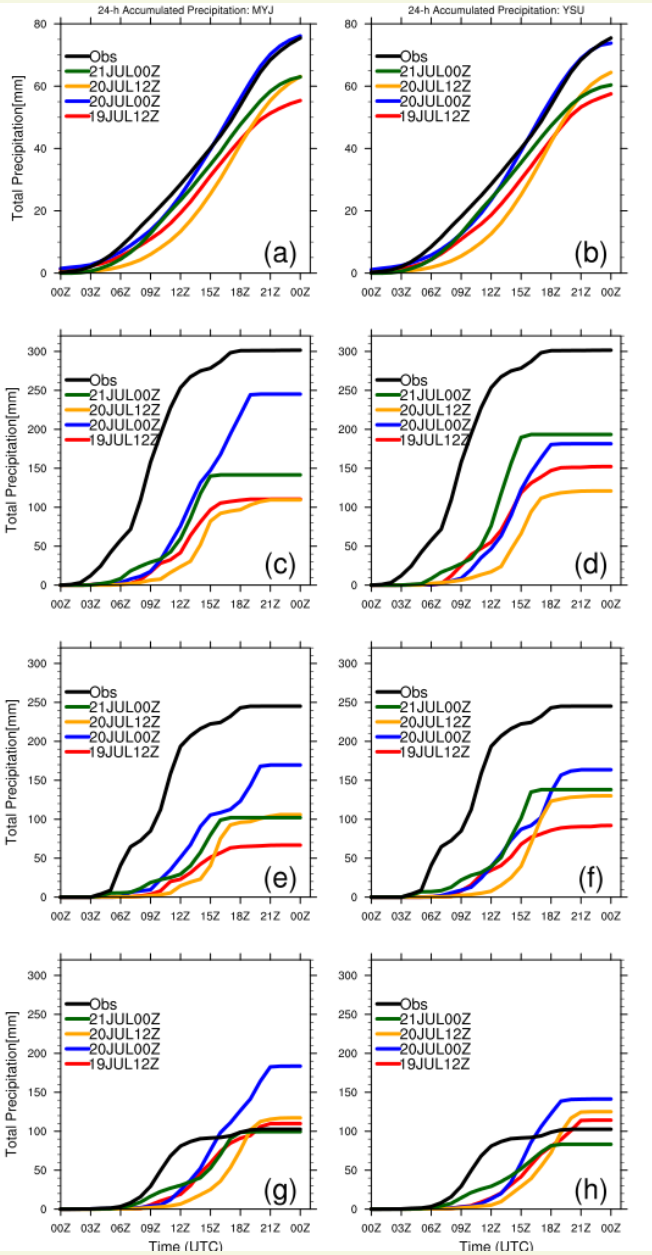 24-h Accumulated Precipitation: MYJ
24-h Accumulated Precipitation: YSU
Total Precipitation[mm]
80
60
40
20
0
Obs
21JUL00Z
20JUL12Z
20JUL00Z
19JUL12Z
(a)
00Z 03Z 06Z 09Z 12Z 15Z 18Z 21Z 00Z
80
60
40
20
0
Obs
21JUL00Z
20JUL12Z
20JUL00Z
19JUL12Z
(b)
00Z 03Z 06Z 09Z 12Z 15Z 18Z 21Z 00Z
Total Precipitation[mm]
300
250
200
150
100
50
0
Obs
21JUL00Z
20JUL12Z
20JUL00Z
19JUL12Z
(c)
00Z 03Z 06Z 09Z 12Z 15Z 18Z 21Z 00Z
300
250
200
150
100
50
0
Obs
21JUL00Z
20JUL12Z
20JUL00Z
19JUL12Z
(d)
00Z 03Z 06Z 09Z 12Z 15Z 18Z 21Z 00Z
Total Precipitation[mm]
300
250
200
150
100
50
0
Obs
21JUL00Z
20JUL12Z
20JUL00Z
19JUL12Z
(e)
00Z 03Z 06Z 09Z 12Z 15Z 18Z 21Z 00Z
300
250
200
150
100
50
0
Obs
21JUL00Z
20JUL12Z
20JUL00Z
19JUL12Z
(f)
00Z 03Z 06Z 09Z 12Z 15Z 18Z 21Z 00Z
Total Precipitation[mm]
300
250
200
150
100
50
0
Obs
21JUL00Z
20JUL12Z
20JUL00Z
19JUL12Z
(g)
00Z 03Z 06Z 09Z 12Z 15Z 18Z 21Z 00Z
Time (UTC)
300
250
200
150
100
50
0
Obs
21JUL00Z
20JUL12Z
20JUL00Z
19JUL12Z
(h)
00Z 03Z 06Z 09Z 12Z 15Z 18Z 21Z 00Z
Time (UTC)